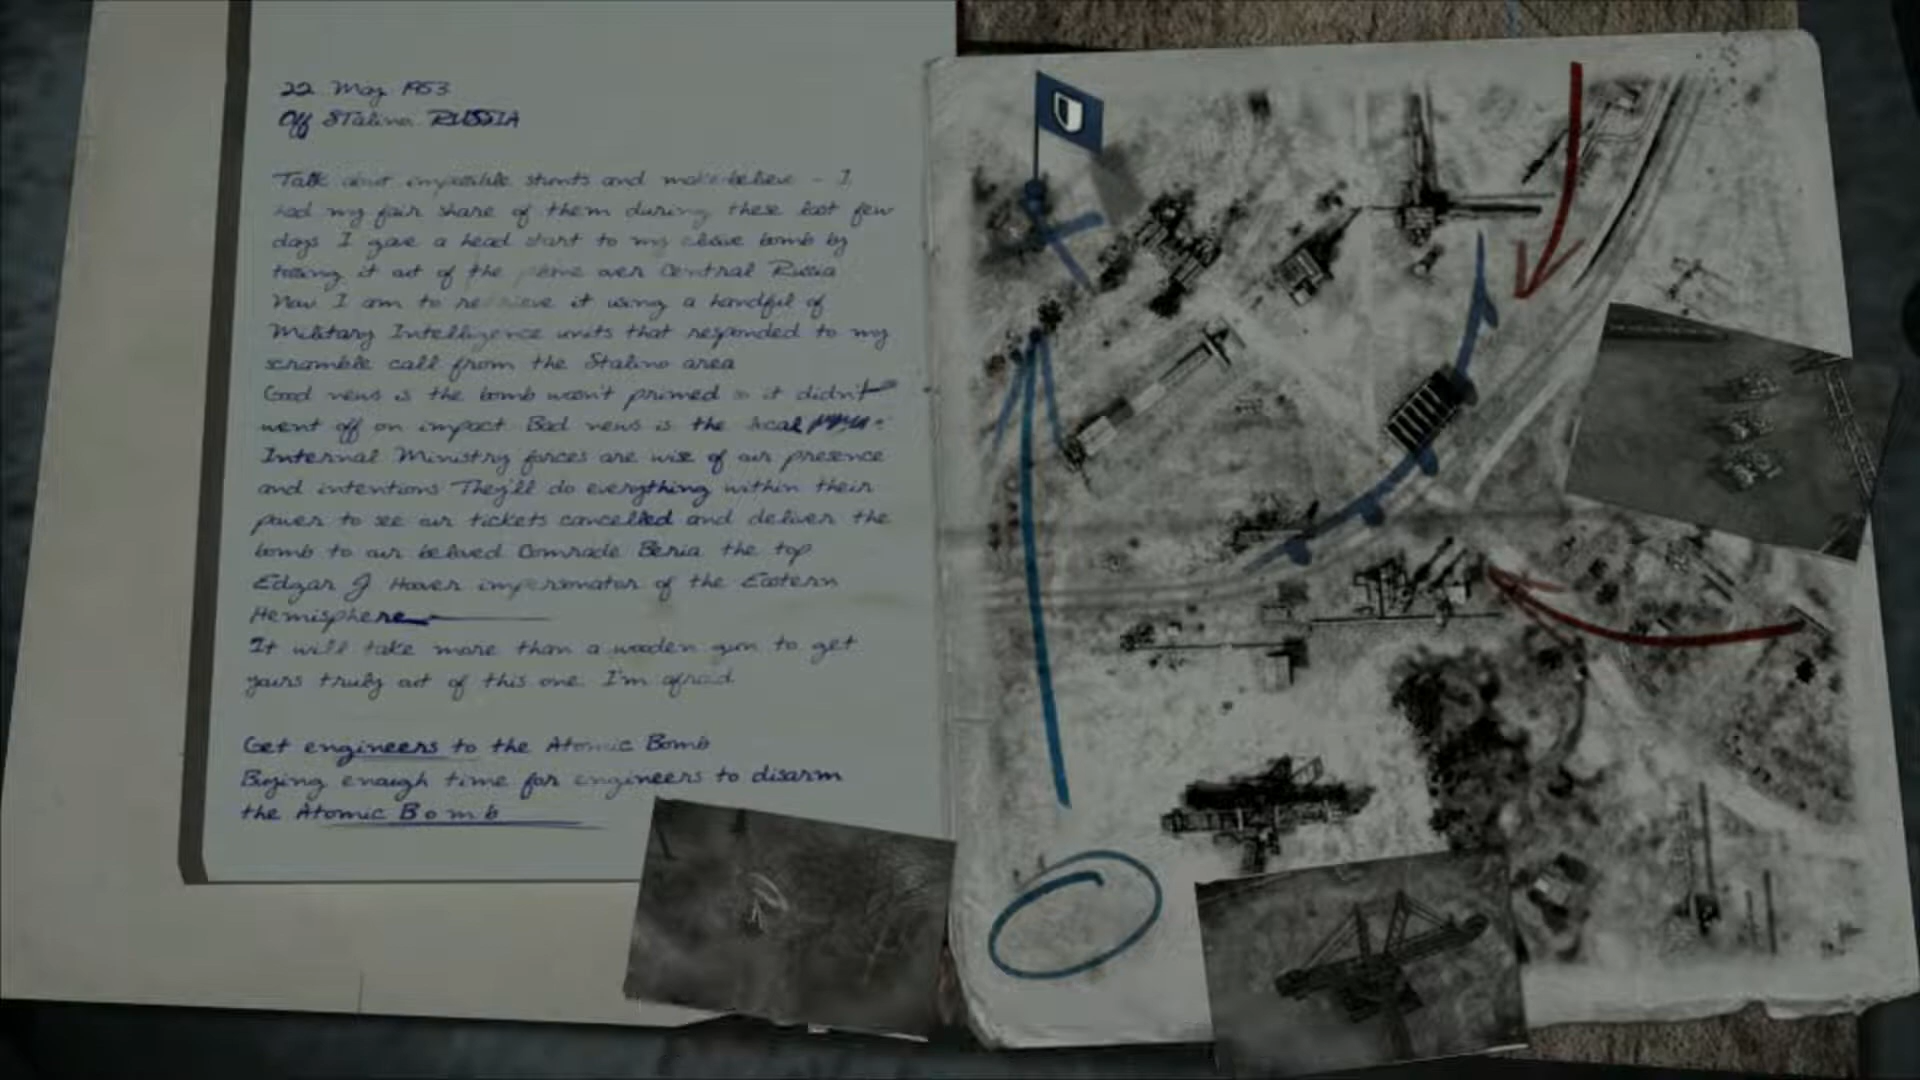 22 May 1953
Off Stalino RUSSIA
Talk about impossible stunts and make-believe - I
had my fair share of them during these last few
days I gave a head start to my clove bomb by
tossing it out of the plane over Central Russia
Now I am to retrieve it using a handful of
Military Intelligence units that responded to my
scramble call from the Stalino area
Good news is the bomb wasn't primed so it didn't
went off on impact Bad news is the local
Internal Ministry forces are wise of our presence
and intentions They'll do everything within their
power to see our tickets cancelled and deliver the
bomb to our beloved Comrade Beria the top
Edgar J Hoover impersonator of the Eastern
Hemisphere
It will take more than a wooden gun to get
yours truly out of this one. I'm afraid.
Get engineers to the Atomic Bomb
Buying enough time for engineers to disarm
the Atomic Bomb